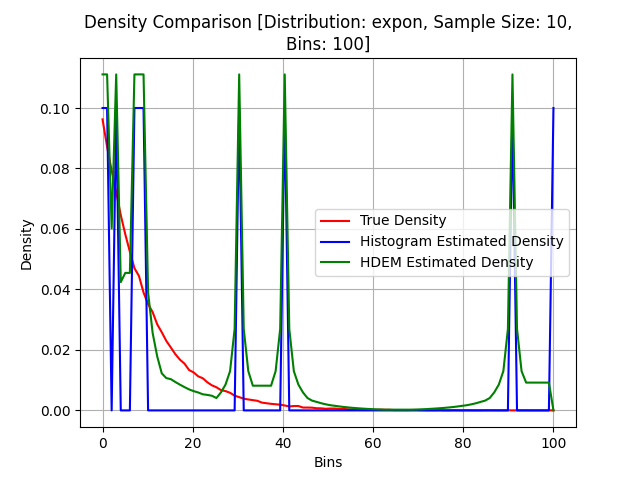 Density Comparison [Distribution: expon, Sample Size: 10,
Bins: 100]
Density
0.10
0.08
0.06
0.04
0.02
0.00
True Density
Histogram Estimated Density
HDEM Estimated Density
0
20
40
60
80
100
Bins